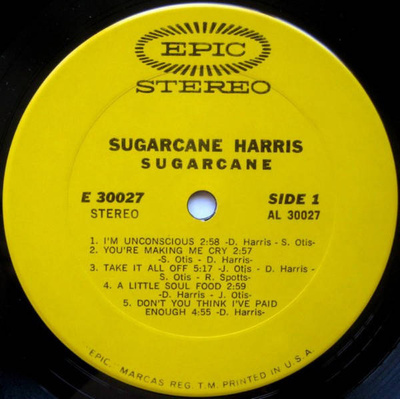 EPIC
STEREO
SUGARCANE HARRIS
SUGARCANE
E 30027 SIDE 1
STEREO AL 30027
1. I'M UNCONSCIOUS 2:58 -D. Harris - S. Otis-
2. YOU'RE MAKING ME CRY 2:57
-S. Otis - D. Harris-
3. TAKE IT ALL OFF 5:17 -J. Otis - D. Harris -
S. Otis - R. Spotts-
4. A LITTLE SOUL FOOD 2:59
-D. Harris - J. Otis-
5. DON'T YOU THINK I'VE PAID
ENOUGH 4:55 -D. Harris-
EPIC, MARCAS REG. T.M. PRINTED IN U.S.A